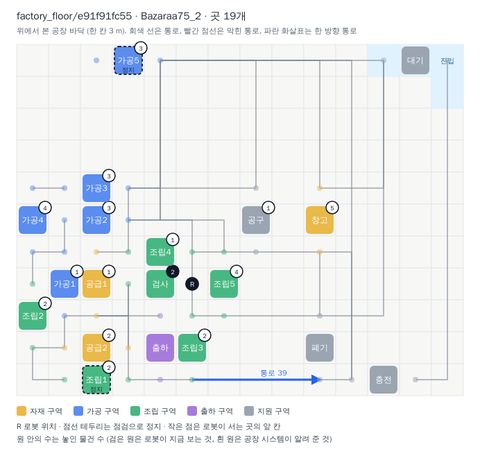 factory_floor/e91f91fc55 · Bazaraa75_2 · 곳 19개
위에서 본 공장 바닥 (한 칸 3 m). 회색 선은 통로, 빨간 점선은 막힌 통로, 파란 화살표는 한 방향 통로
가공5 3
정지
대기
진입
가공3 3
가공4 4
가공2 3
공구 1
창고 5
조립4 1
가공1 1
공급1 1
검사 2
R
조립5 4
조립2 2
공급2 2
출하
조립3 2
폐기
조립1 2
정지
통로 39
충전
자재 구역 가공 구역 조립 구역 출하 구역 지원 구역
R 로봇 위치 · 점선 테두리는 점검으로 정지 · 작은 점은 로봇이 서는 곳의 앞 칸
원 안의 수는 놓인 물건 수 (검은 원은 로봇이 지금 보는 것, 흰 원은 공장 시스템이 알려 준 것)